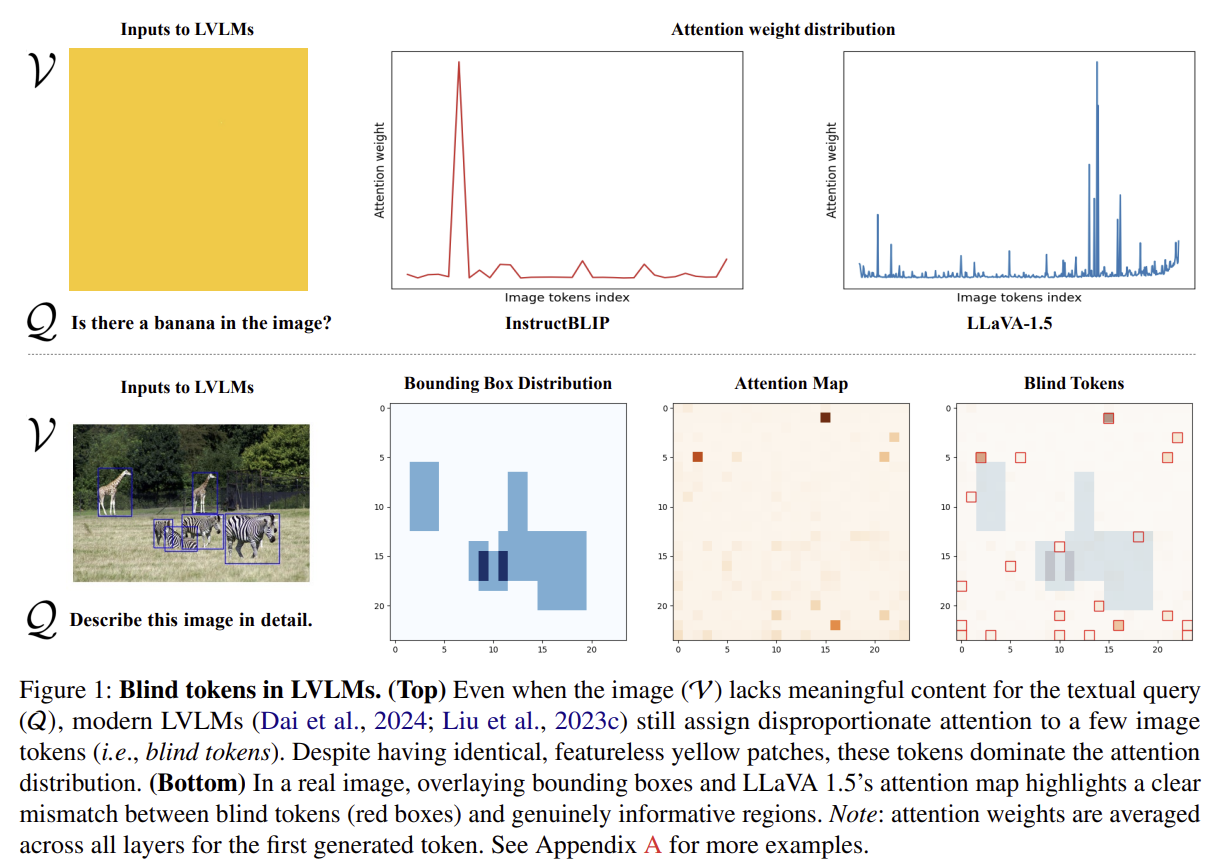 Inputs to LVLMs
Attention weight distribution
𝒱
Attention weight
Attention weight
Image tokens index
Image tokens index
𝒬 Is there a banana in the image?
InstructBLIP
LLaVA-1.5
Inputs to LVLMs
Bounding Box Distribution
Attention Map
Blind Tokens
𝒱
0
5
10
15
20
0 5 10 15 20
0
5
10
15
20
0 5 10 15 20
0
5
10
15
20
0 5 10 15 20
𝒬 Describe this image in detail.
Figure 1: Blind tokens in LVLMs. (Top) Even when the image (𝒱) lacks meaningful content for the textual query
(𝒬), modern LVLMs (Dai et al., 2024; Liu et al., 2023c) still assign disproportionate attention to a few image
tokens (i.e., blind tokens). Despite having identical, featureless yellow patches, these tokens dominate the attention
distribution. (Bottom) In a real image, overlaying bounding boxes and LLaVA 1.5's attention map highlights a clear
mismatch between blind tokens (red boxes) and genuinely informative regions. Note: attention weights are averaged
across all layers for the first generated token. See Appendix A for more examples.